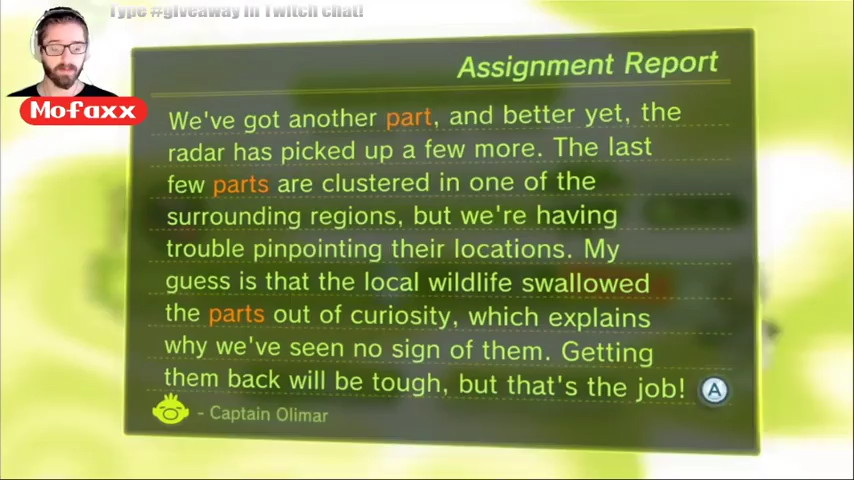 Type #giveaway in Twitch chat!
Mofaxx
Assignment Report
We've got another part, and better yet, the
radar has picked up a few more. The last
few parts are clustered in one of the
surrounding regions, but we're having
trouble pinpointing their locations. My
guess is that the local wildlife swallowed
the parts out of curiosity, which explains
why we've seen no sign of them. Getting
them back will be tough, but that's the job! A
- Captain Olimar